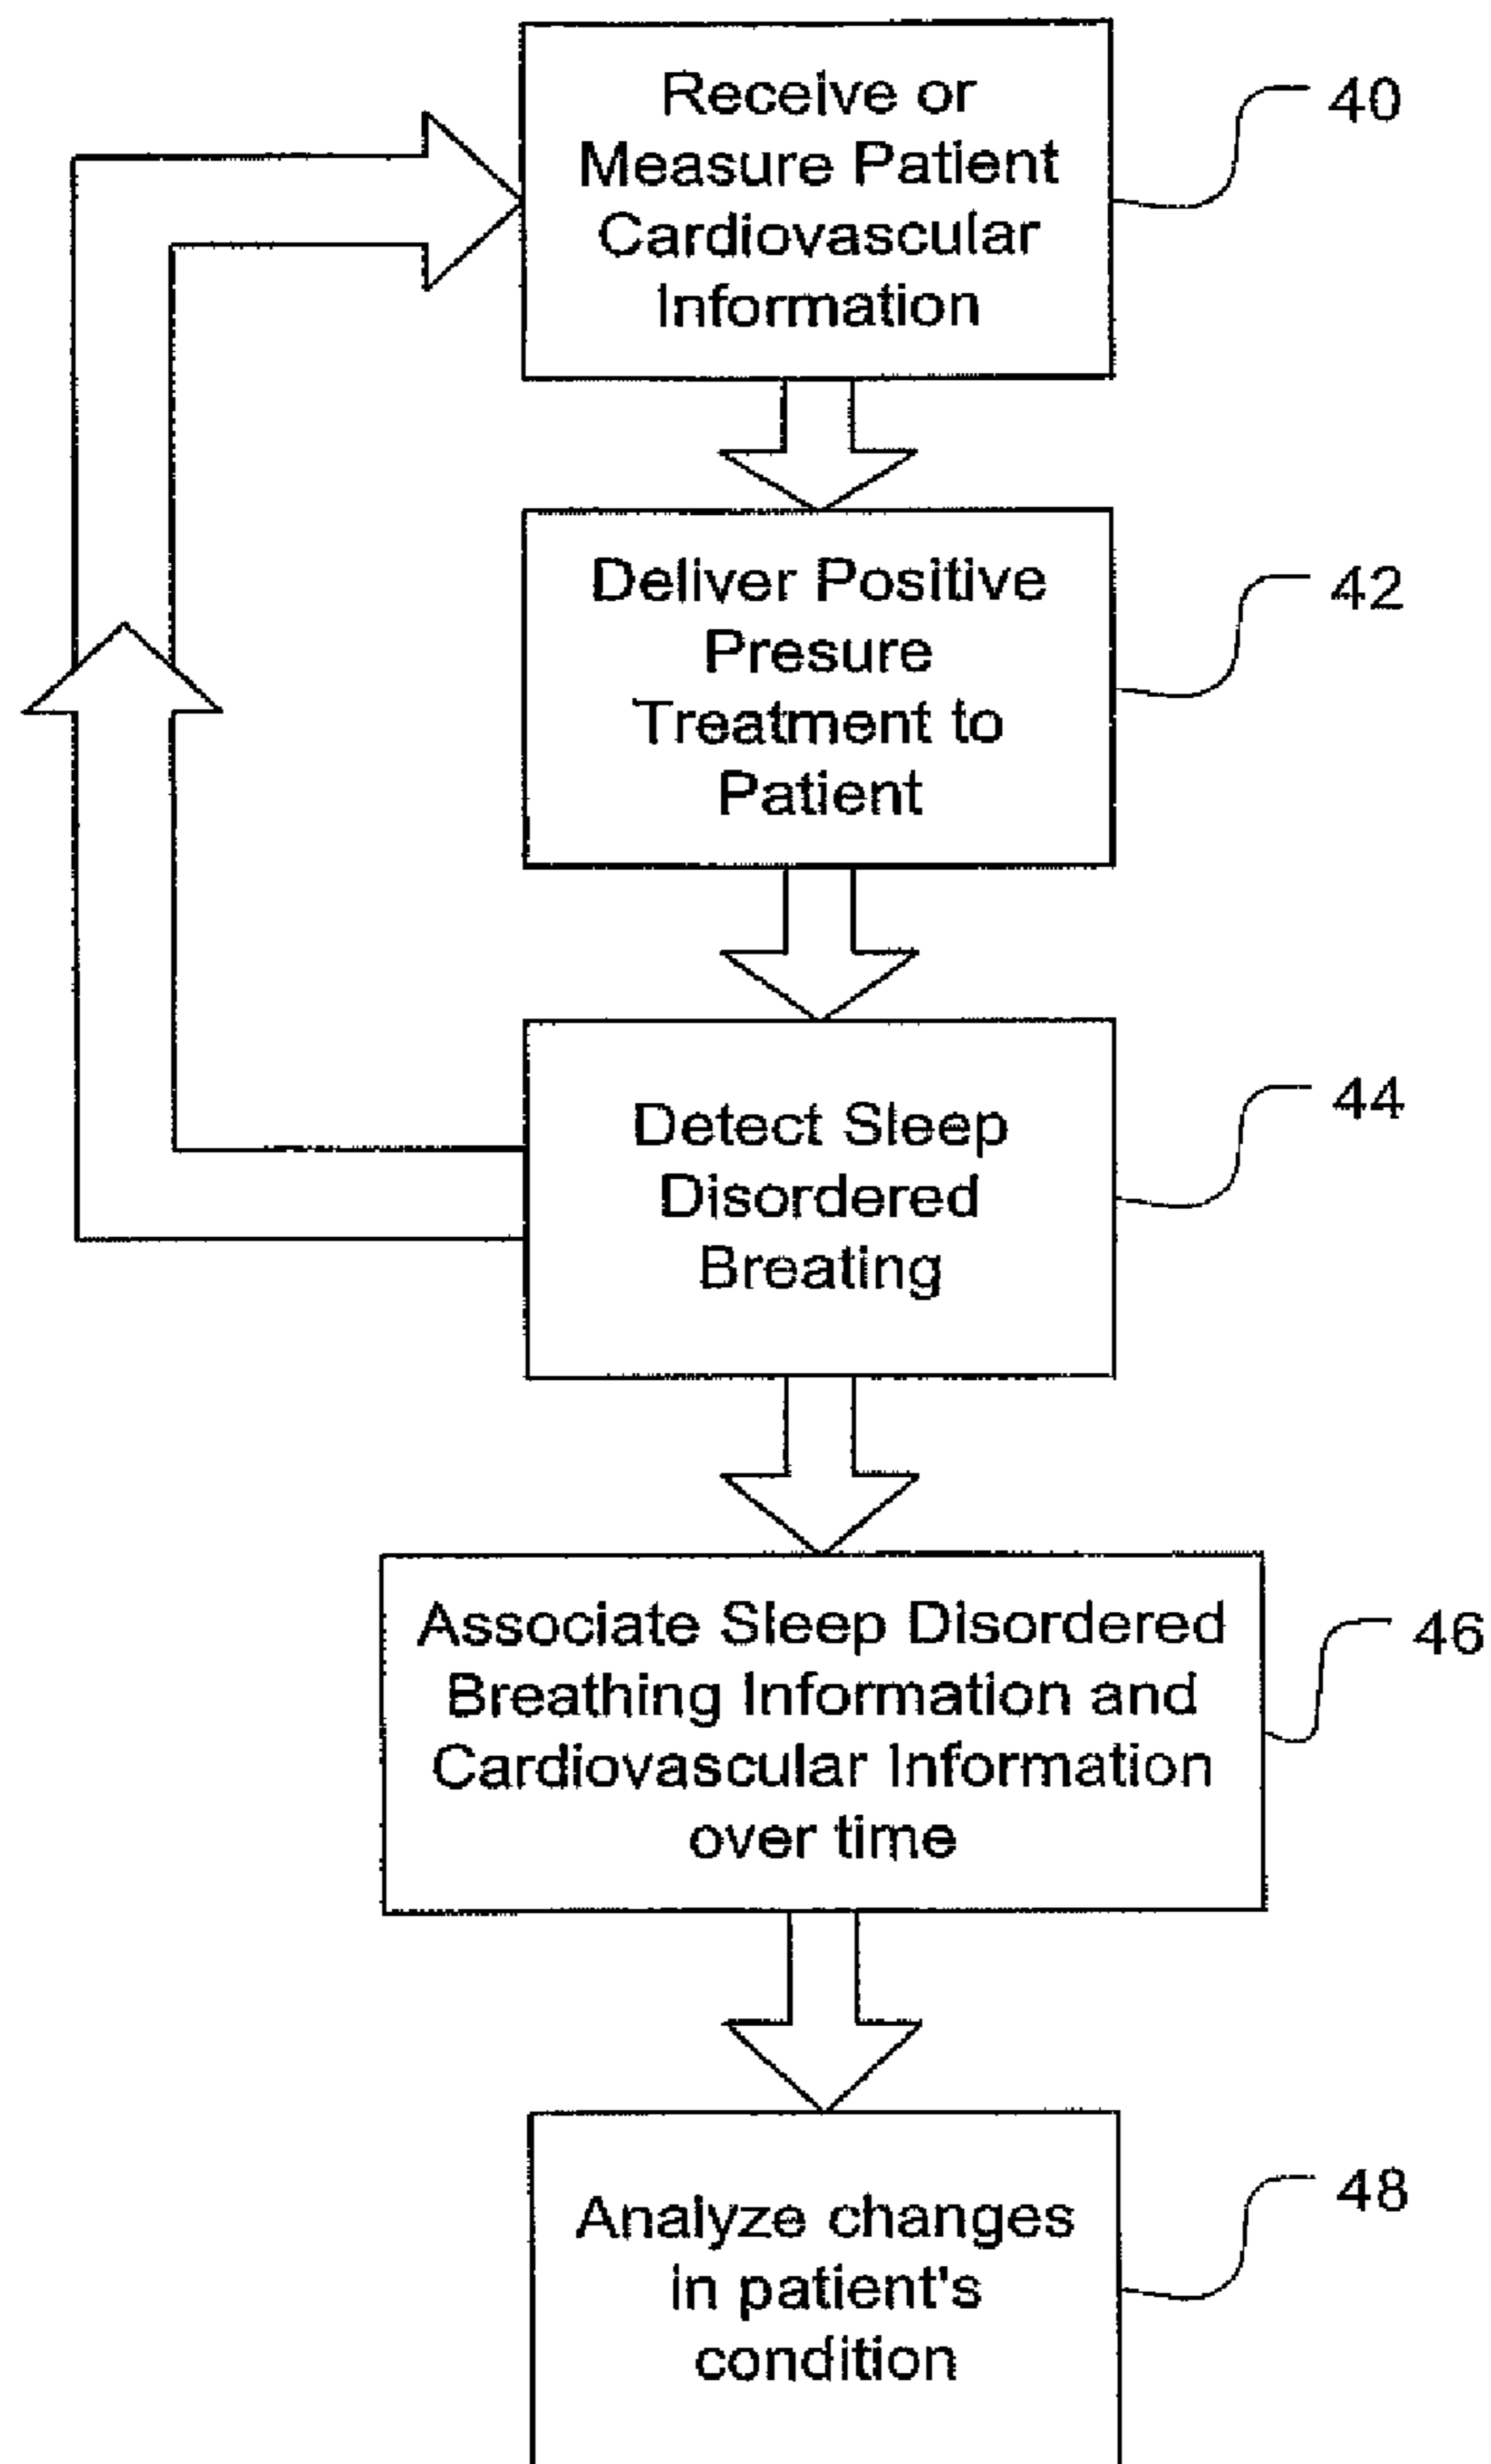 Receive or
Measure Patient
Cardiovascular
Information
40
Deliver Positive
Presure
Treatment to
Patient
42
Detect Sleep
Disordered
Breating
44
Associate Sleep Disordered
Breathing Information and
Cardiovascular Information
over time
46
Analyze changes
in patient's
condition
48